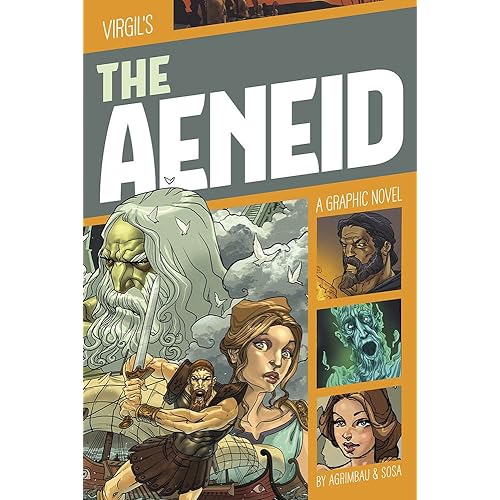 VIRGIL'S
THE
AENEID
A GRAPHIC NOVEL
BY AGRIMBAU & SOSA